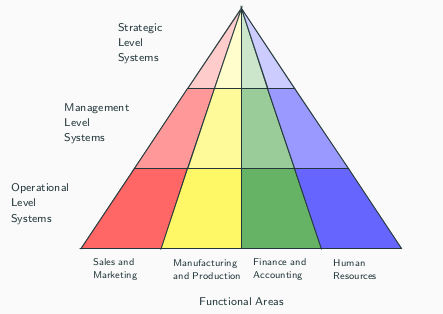 Strategic
Level
Systems
Management
Level
Systems
Operational
Level
Systems
Sales and
Marketing
Manufacturing
and Production
Finance and
Accounting
Human
Resources
Functional Areas